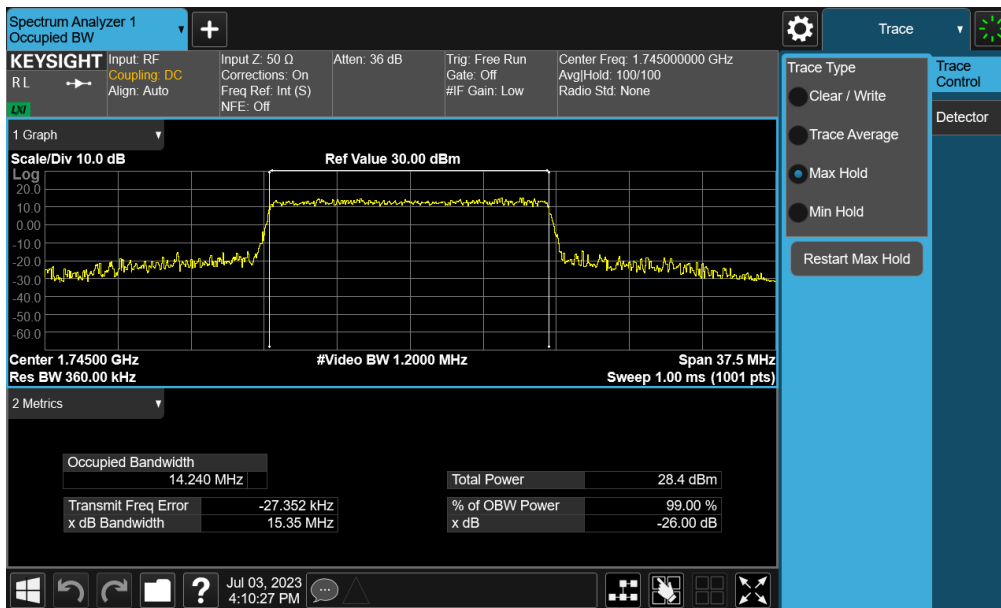 Spectrum Analyzer 1
Occupied BW
+
Trace
KEYSIGHT Input: RF
R L Coupling: DC
Align: Auto
LXI
Input Z: 50 Ω
Corrections: On
Freq Ref: Int (S)
NFE: Off
Atten: 36 dB
Trig: Free Run
Gate: Off
#IF Gain: Low
Center Freq: 1.745000000 GHz
Avg|Hold: 100/100
Radio Std: None
Trace Type
Clear / Write
Trace Average
Max Hold
Min Hold
Restart Max Hold
Trace
Control
Detector
1 Graph
Scale/Div 10.0 dB Ref Value 30.00 dBm
Log
20.0
10.0
0.00
-10.0
-20.0
-30.0
-40.0
-50.0
-60.0
Center 1.74500 GHz #Video BW 1.2000 MHz Span 37.5 MHz
Res BW 360.00 kHz Sweep 1.00 ms (1001 pts)
2 Metrics
Occupied Bandwidth
14.240 MHz
Total Power 28.4 dBm
Transmit Freq Error -27.352 kHz % of OBW Power 99.00 %
x dB Bandwidth 15.35 MHz x dB -26.00 dB
?
Jul 03, 2023
4:10:27 PM